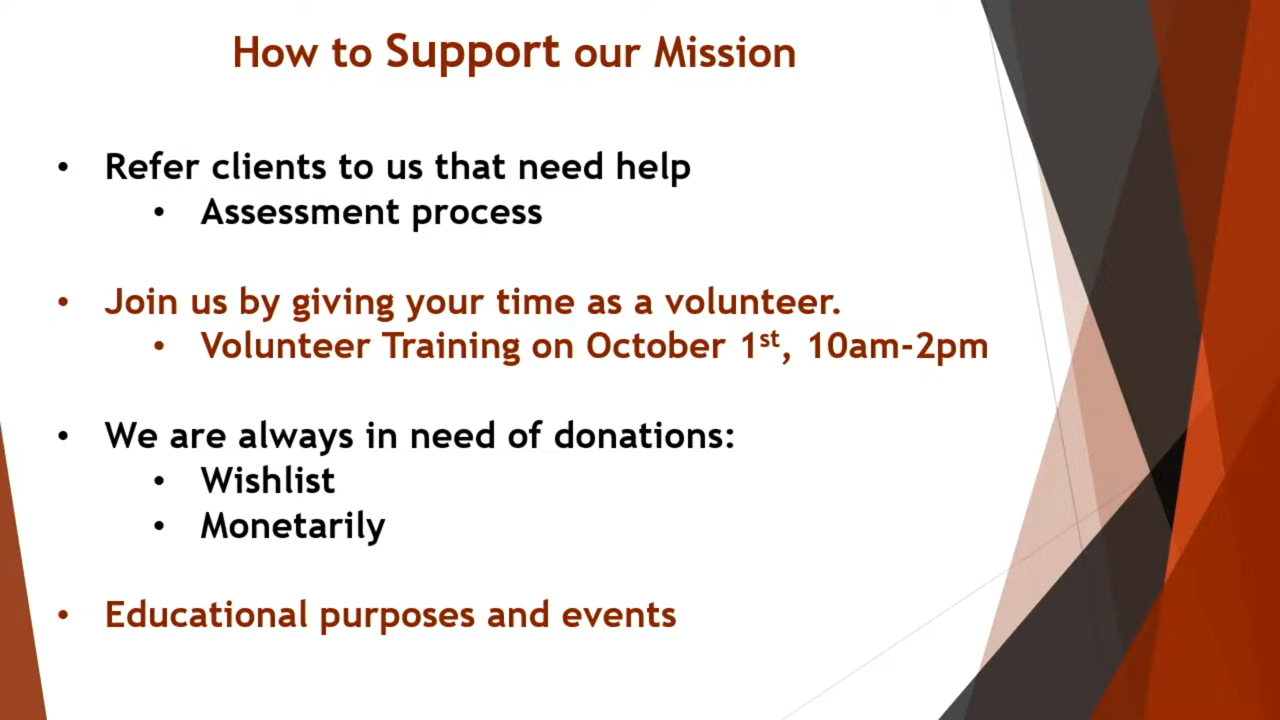 How to Support our Mission
• Refer clients to us that need help
• Assessment process
• Join us by giving your time as a volunteer.
• Volunteer Training on October 1st, 10am-2pm
• We are always in need of donations:
• Wishlist
• Monetarily
• Educational purposes and events